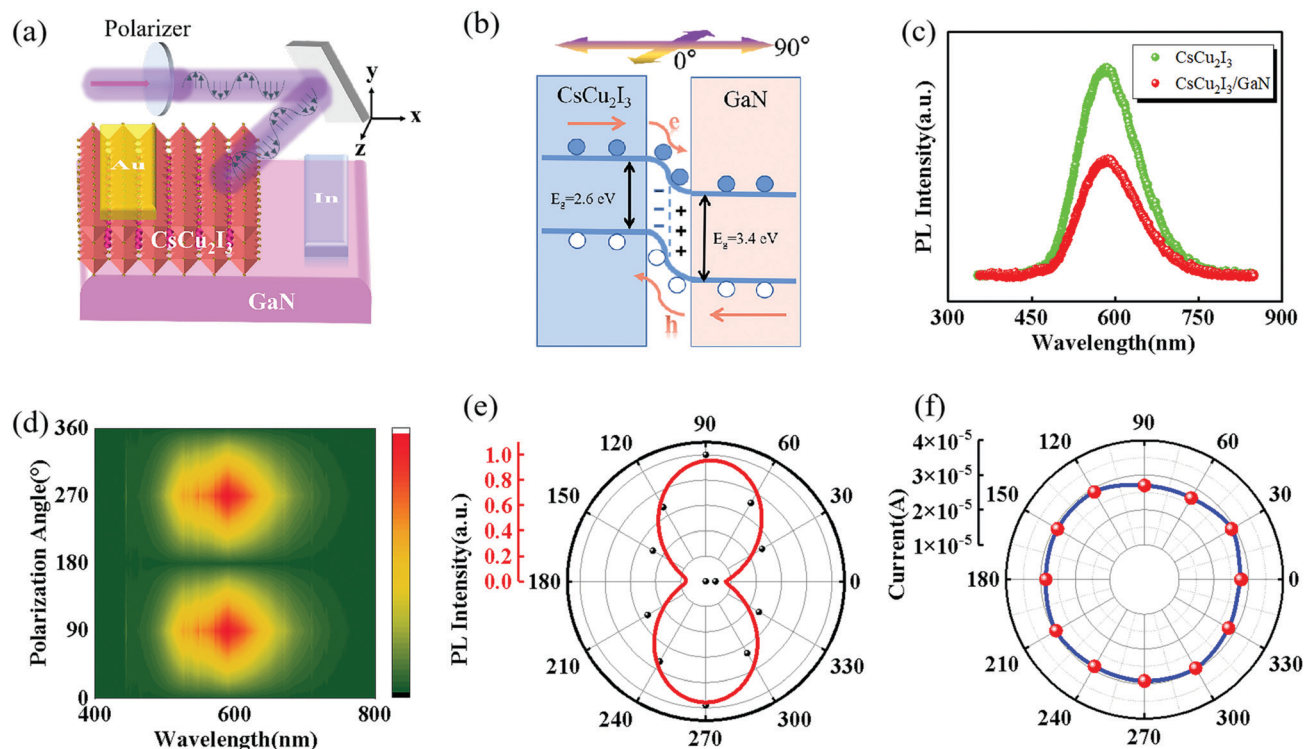 (a)
Polarizer
y
x
z
Au
In
CsCu₂I₃
GaN
(b)
90°
0°
CsCu₂I₃
GaN
e
E_g=2.6 eV
E_g=3.4 eV
− − −
+ + + +
h
(c)
CsCu₂I₃
CsCu₂I₃/GaN
PL Intensity(a.u.)
300 450 600 750 900
Wavelength(nm)
(d)
360
270
180
90
0
Polarization Angle(°)
400 600 800
Wavelength(nm)
(e)
PL Intensity(a.u.)
1.0
0.8
0.6
0.4
0.2
0.0
90
120 60
150 30
180 0
210 330
240 300
270
(f)
Current(A)
4×10⁻⁵
3×10⁻⁵
2×10⁻⁵
1×10⁻⁵
90
120 60
150 30
180 0
210 330
240 300
270